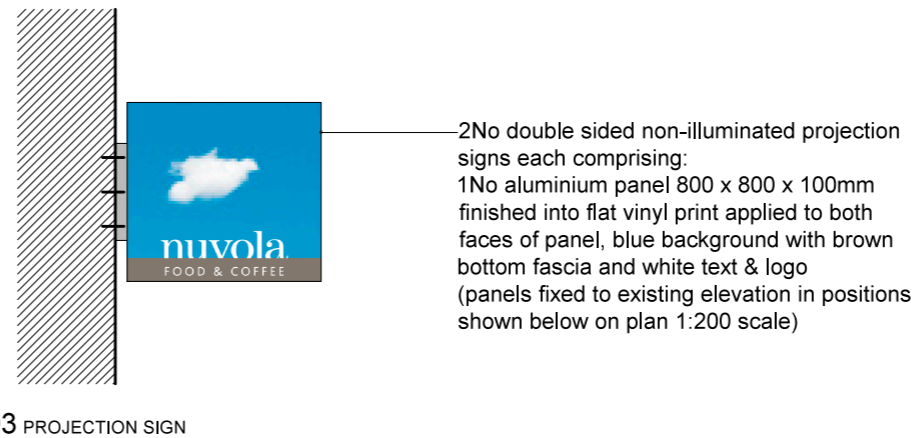 nuvola
FOOD & COFFEE
2No double sided non-illuminated projection
signs each comprising:
1No aluminium panel 800 x 800 x 100mm
finished into flat vinyl print applied to both
faces of panel, blue background with brown
bottom fascia and white text & logo
(panels fixed to existing elevation in positions
shown below on plan 1:200 scale)
3 PROJECTION SIGN